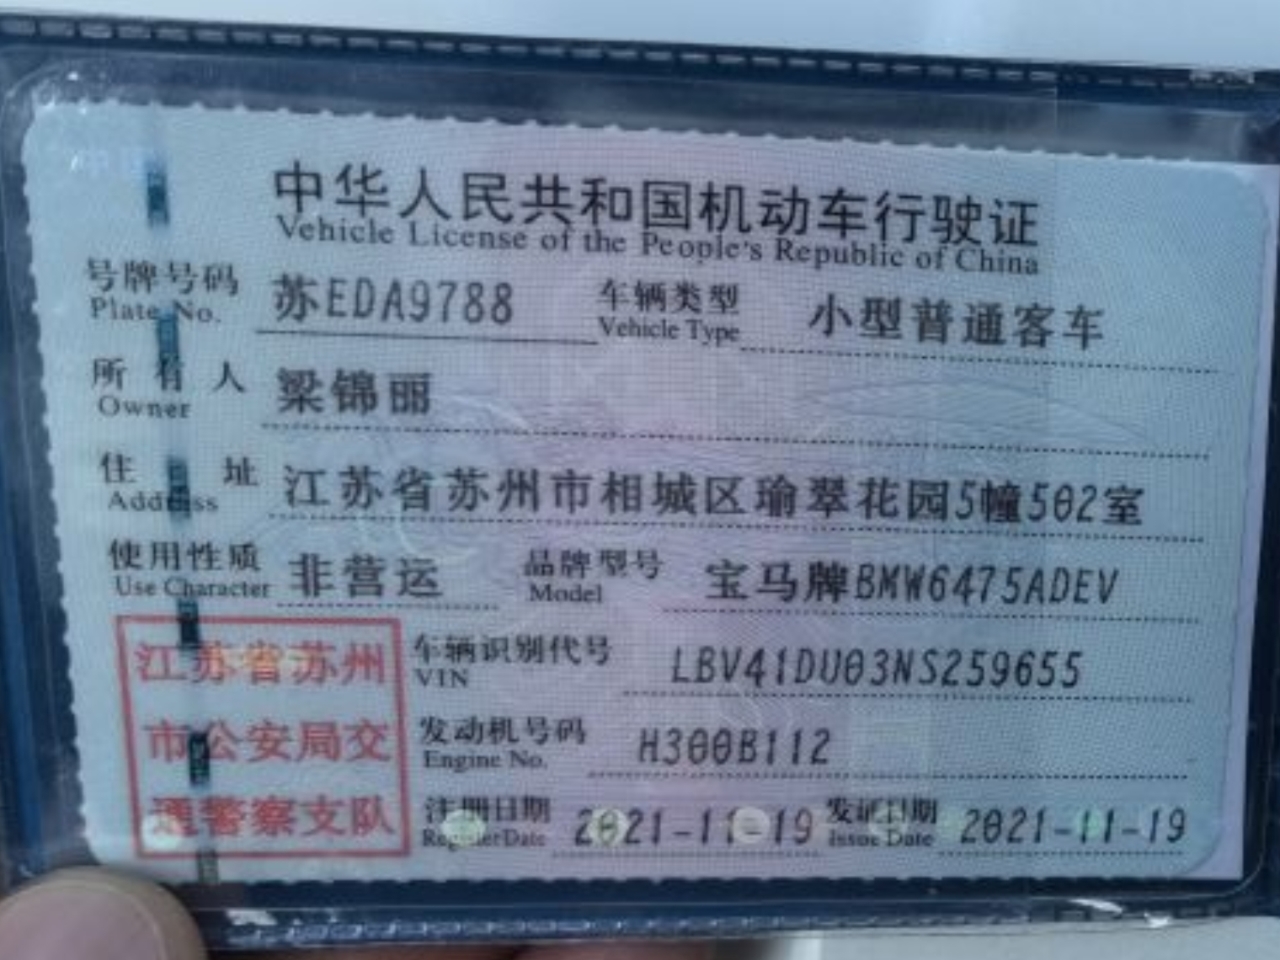 中华人民共和国机动车行驶证
Vehicle License of the People's Republic of China
号牌号码 苏EDA9788 车辆类型 小型普通客车
Plate No. Vehicle Type
所有人 梁锦丽
Owner
住址 江苏省苏州市相城区瑜翠花园5幢502室
Address
使用性质 非营运 品牌型号 宝马牌BMW6475ADEV
Use Character Model
江苏省苏州 车辆识别代号 LBV41DU03NS259655
VIN
市公安局交 发动机号码 H300B112
Engine No.
通警察支队 注册日期 2021-11-19 发证日期 2021-11-19
Register Date Issue Date